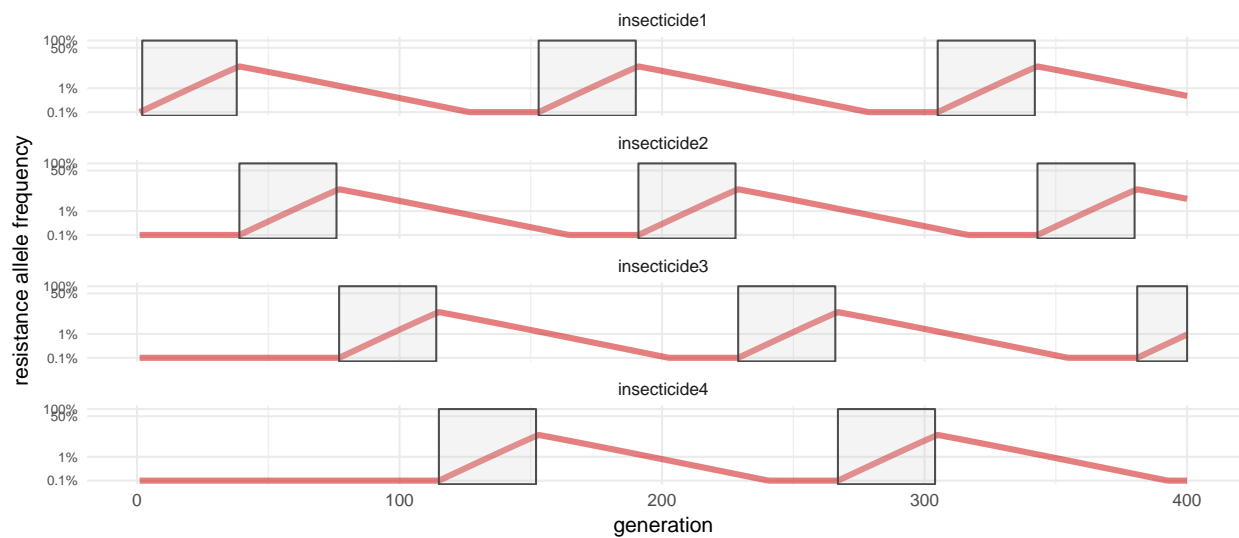 insecticide1
100%
50%
1%
0.1%
insecticide2
100%
50%
1%
0.1%
resistance allele frequency
insecticide3
100%
50%
1%
0.1%
insecticide4
100%
50%
1%
0.1%
0 100 200 300 400
generation